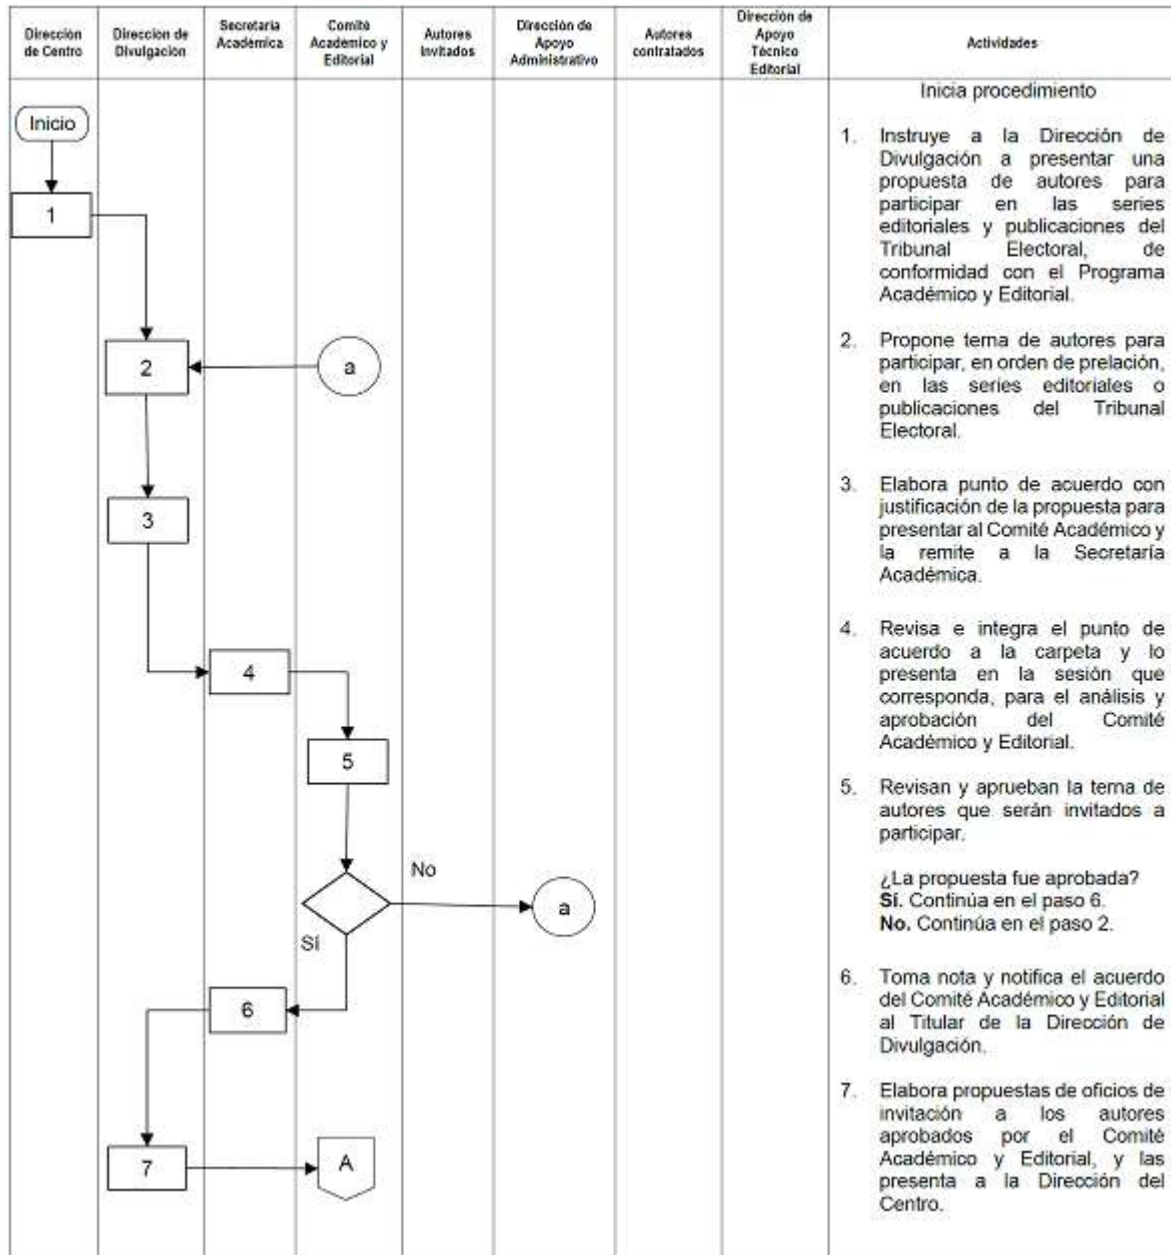 Dirección de Centro
Dirección de Divulgación
Secretaría Académica
Comité Académico y Editorial
Autores Invitados
Dirección de Apoyo Administrativo
Autores contratados
Dirección de Apoyo Técnico Editorial
Actividades
Inicio
1
2
a
3
4
5
No
a
Sí
6
7
A
Inicia procedimiento
1. Instruye a la Dirección de
Divulgación a presentar una
propuesta de autores para
participar en las series
editoriales y publicaciones del
Tribunal Electoral, de
conformidad con el Programa
Académico y Editorial.
2. Propone terna de autores para
participar, en orden de prelación,
en las series editoriales o
publicaciones del Tribunal
Electoral.
3. Elabora punto de acuerdo con
justificación de la propuesta para
presentar al Comité Académico y
la remite a la Secretaría
Académica.
4. Revisa e integra el punto de
acuerdo a la carpeta y lo
presenta en la sesión que
corresponda, para el análisis y
aprobación del Comité
Académico y Editorial.
5. Revisan y aprueban la terna de
autores que serán invitados a
participar.
¿La propuesta fue aprobada?
Sí. Continúa en el paso 6.
No. Continúa en el paso 2.
6. Toma nota y notifica el acuerdo
del Comité Académico y Editorial
al Titular de la Dirección de
Divulgación.
7. Elabora propuestas de oficios de
invitación a los autores
aprobados por el Comité
Académico y Editorial, y las
presenta a la Dirección del
Centro.